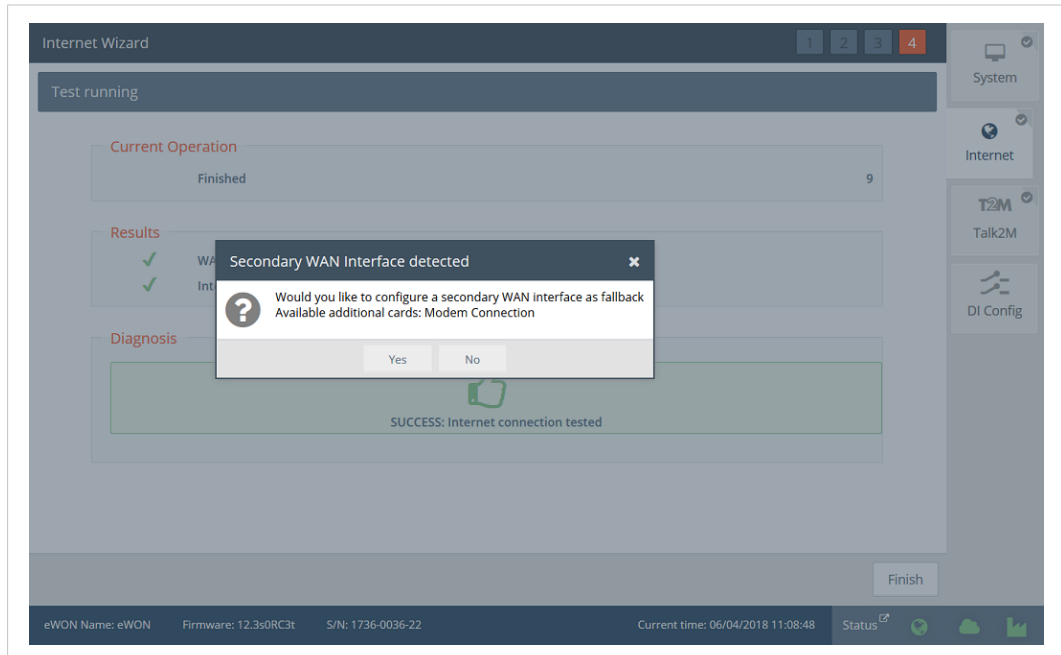 Internet Wizard
1 2 3 4
Test running
Current Operation
Finished 9
Results
WA
Int
Secondary WAN Interface detected
Would you like to configure a secondary WAN interface as fallback
Available additional cards: Modem Connection
Yes No
Diagnosis
SUCCESS: Internet connection tested
Finish
System
Internet
T2M
Talk2M
DI Config
eWON Name: eWON Firmware: 12.3s0RC3t S/N: 1736-0036-22 Current time: 06/04/2018 11:08:48 Status